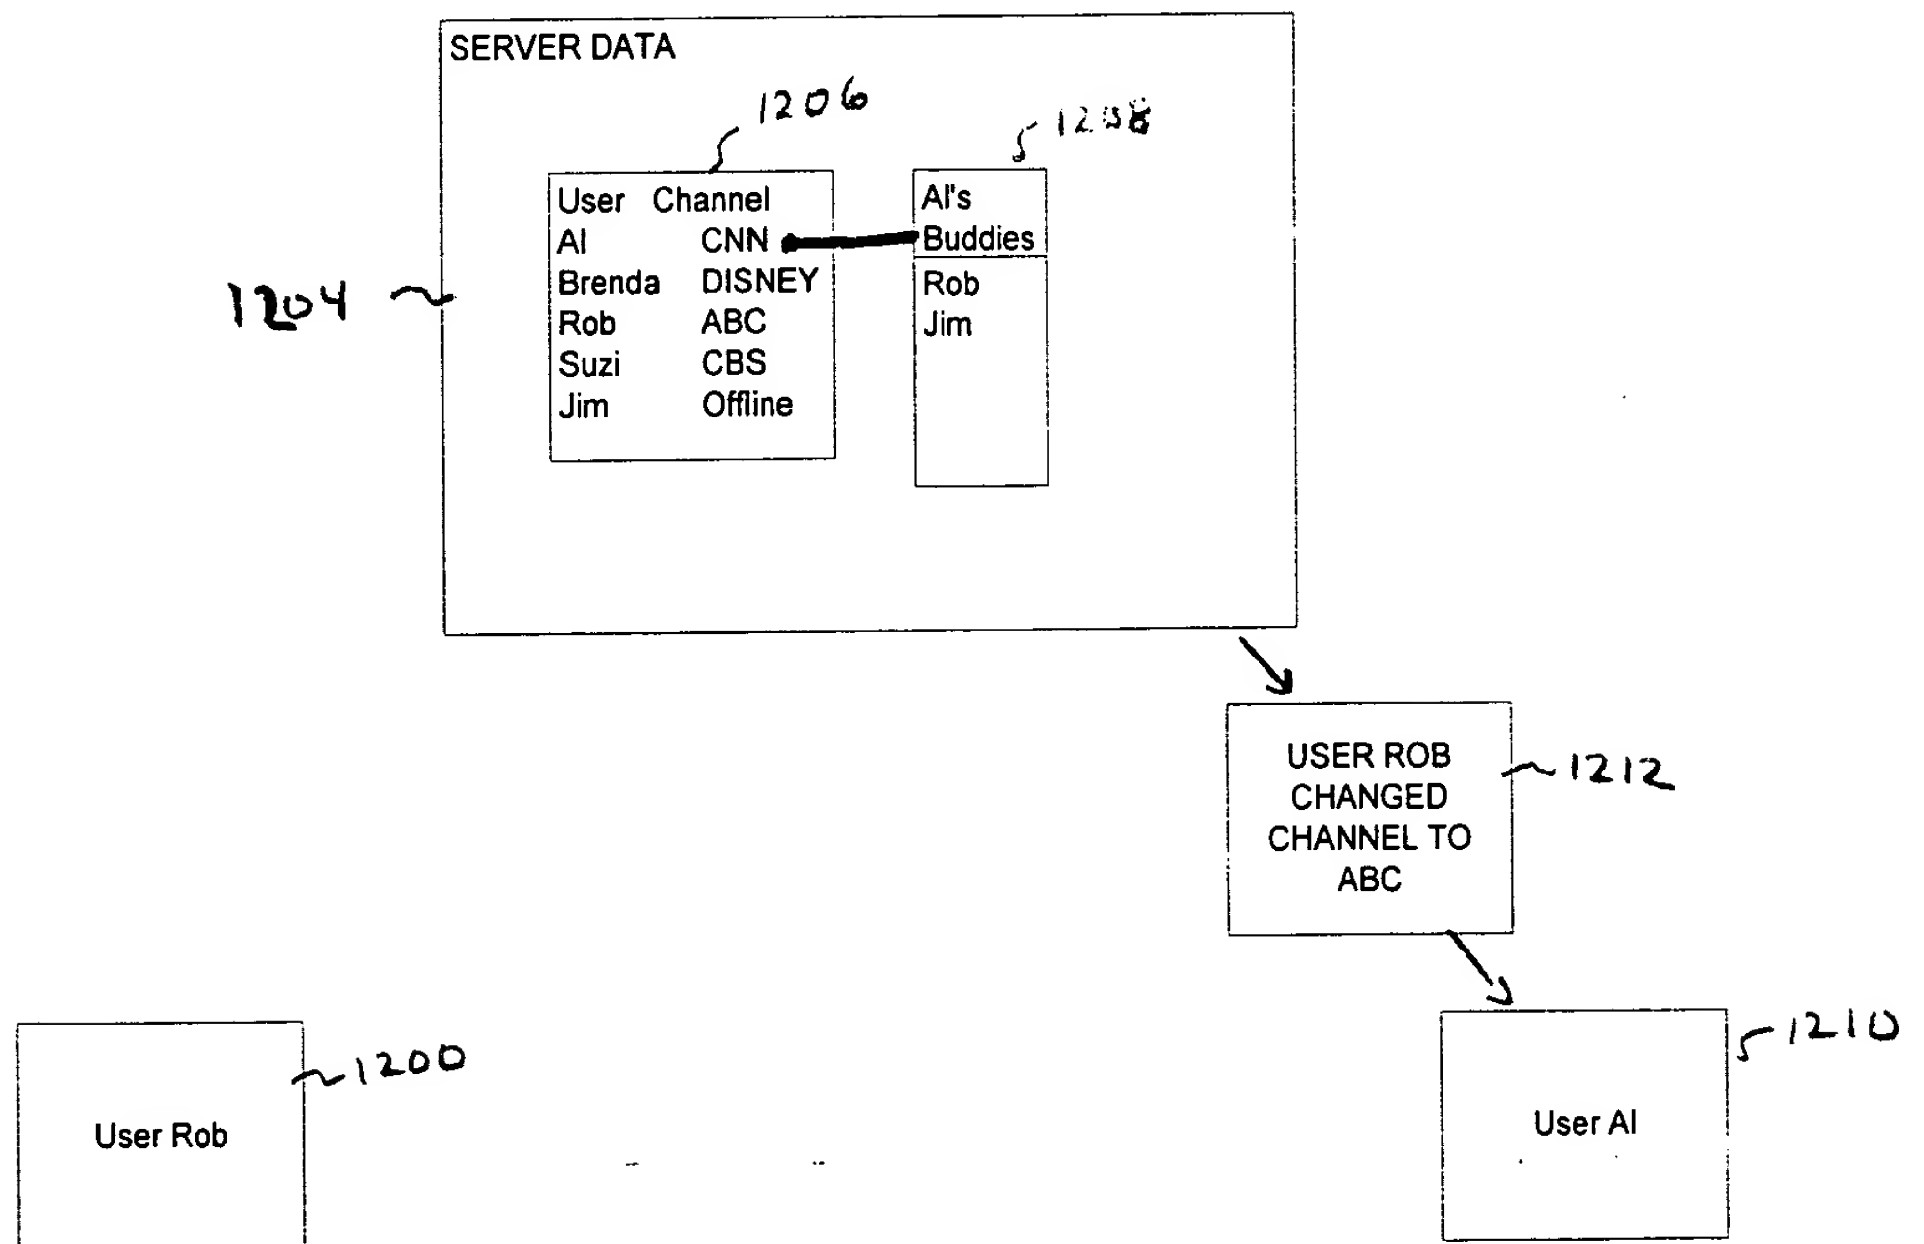 SERVER DATA
1206
1208
User Channel
Al CNN
Brenda DISNEY
Rob ABC
Suzi CBS
Jim Offline
Al's
Buddies
Rob
Jim
1204
USER ROB
CHANGED
CHANNEL TO
ABC
1212
User Rob
1200
User Al
1210